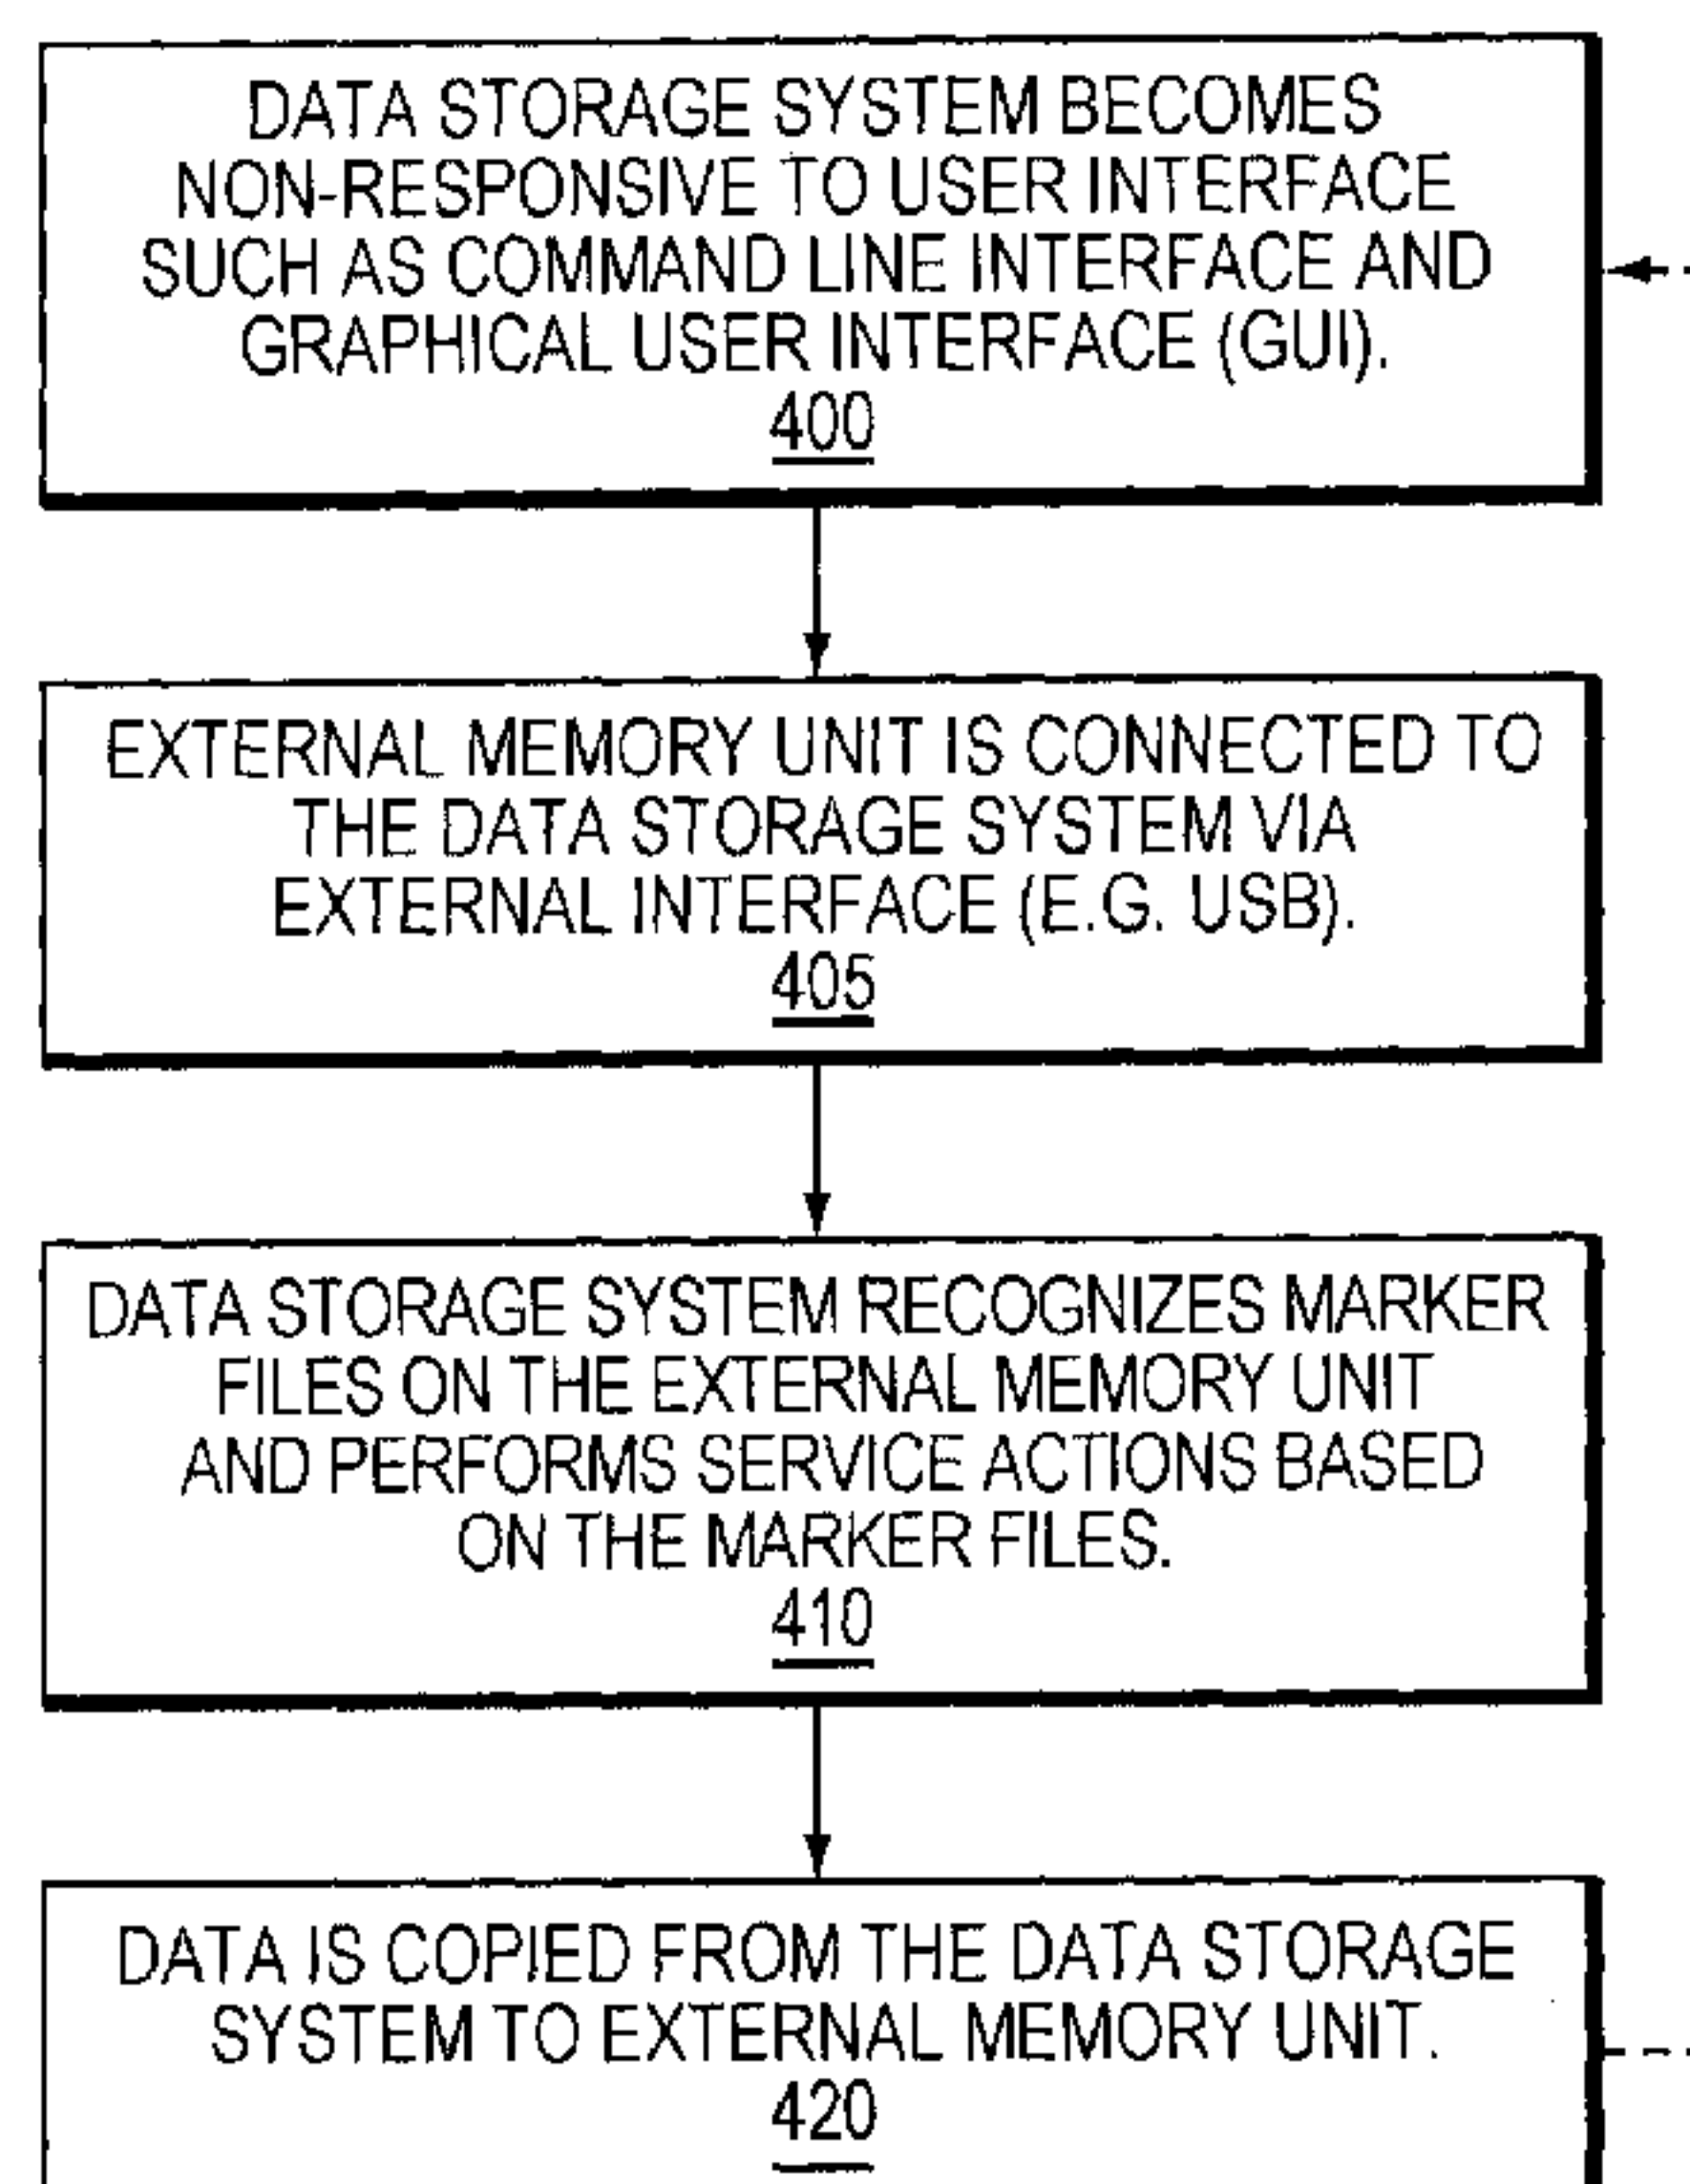 DATA STORAGE SYSTEM BECOMES
NON-RESPONSIVE TO USER INTERFACE
SUCH AS COMMAND LINE INTERFACE AND
GRAPHICAL USER INTERFACE (GUI).
400
EXTERNAL MEMORY UNIT IS CONNECTED TO
THE DATA STORAGE SYSTEM VIA
EXTERNAL INTERFACE (E.G. USB).
405
DATA STORAGE SYSTEM RECOGNIZES MARKER
FILES ON THE EXTERNAL MEMORY UNIT
AND PERFORMS SERVICE ACTIONS BASED
ON THE MARKER FILES.
410
DATA IS COPIED FROM THE DATA STORAGE
SYSTEM TO EXTERNAL MEMORY UNIT.
420